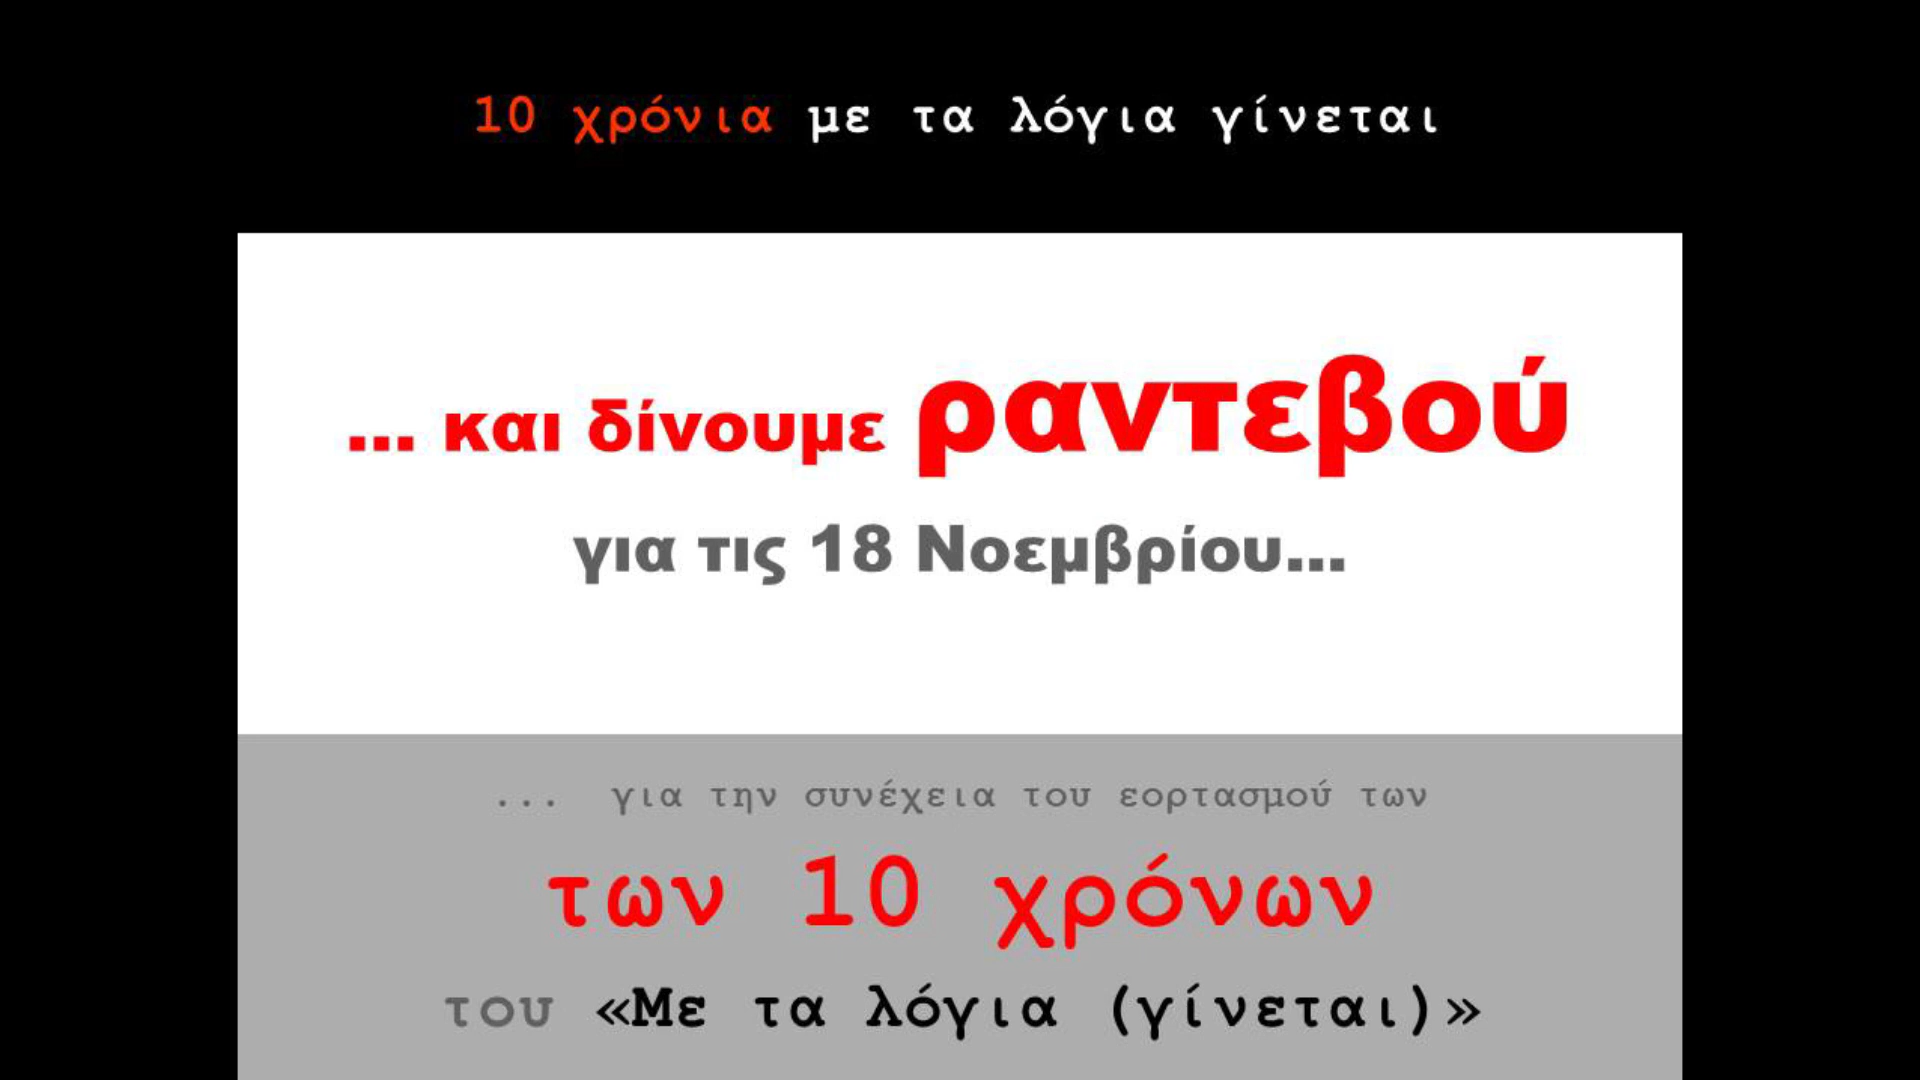 10 χρόνια με τα λόγια γίνεται
... και δίνουμε ραντεβού
για τις 18 Νοεμβρίου...
... για την συνέχεια του εορτασμού των
των 10 χρόνων
του «Με τα λόγια (γίνεται)»